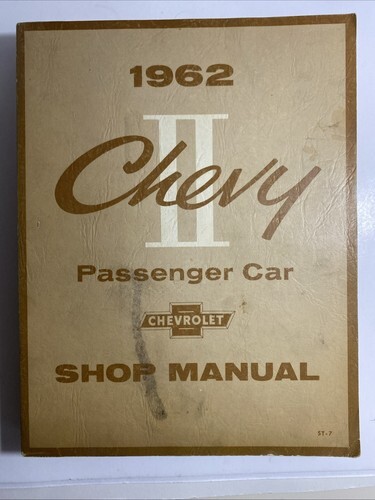 1962
II
Chevy
Passenger Car
CHEVROLET
SHOP MANUAL
ST-7